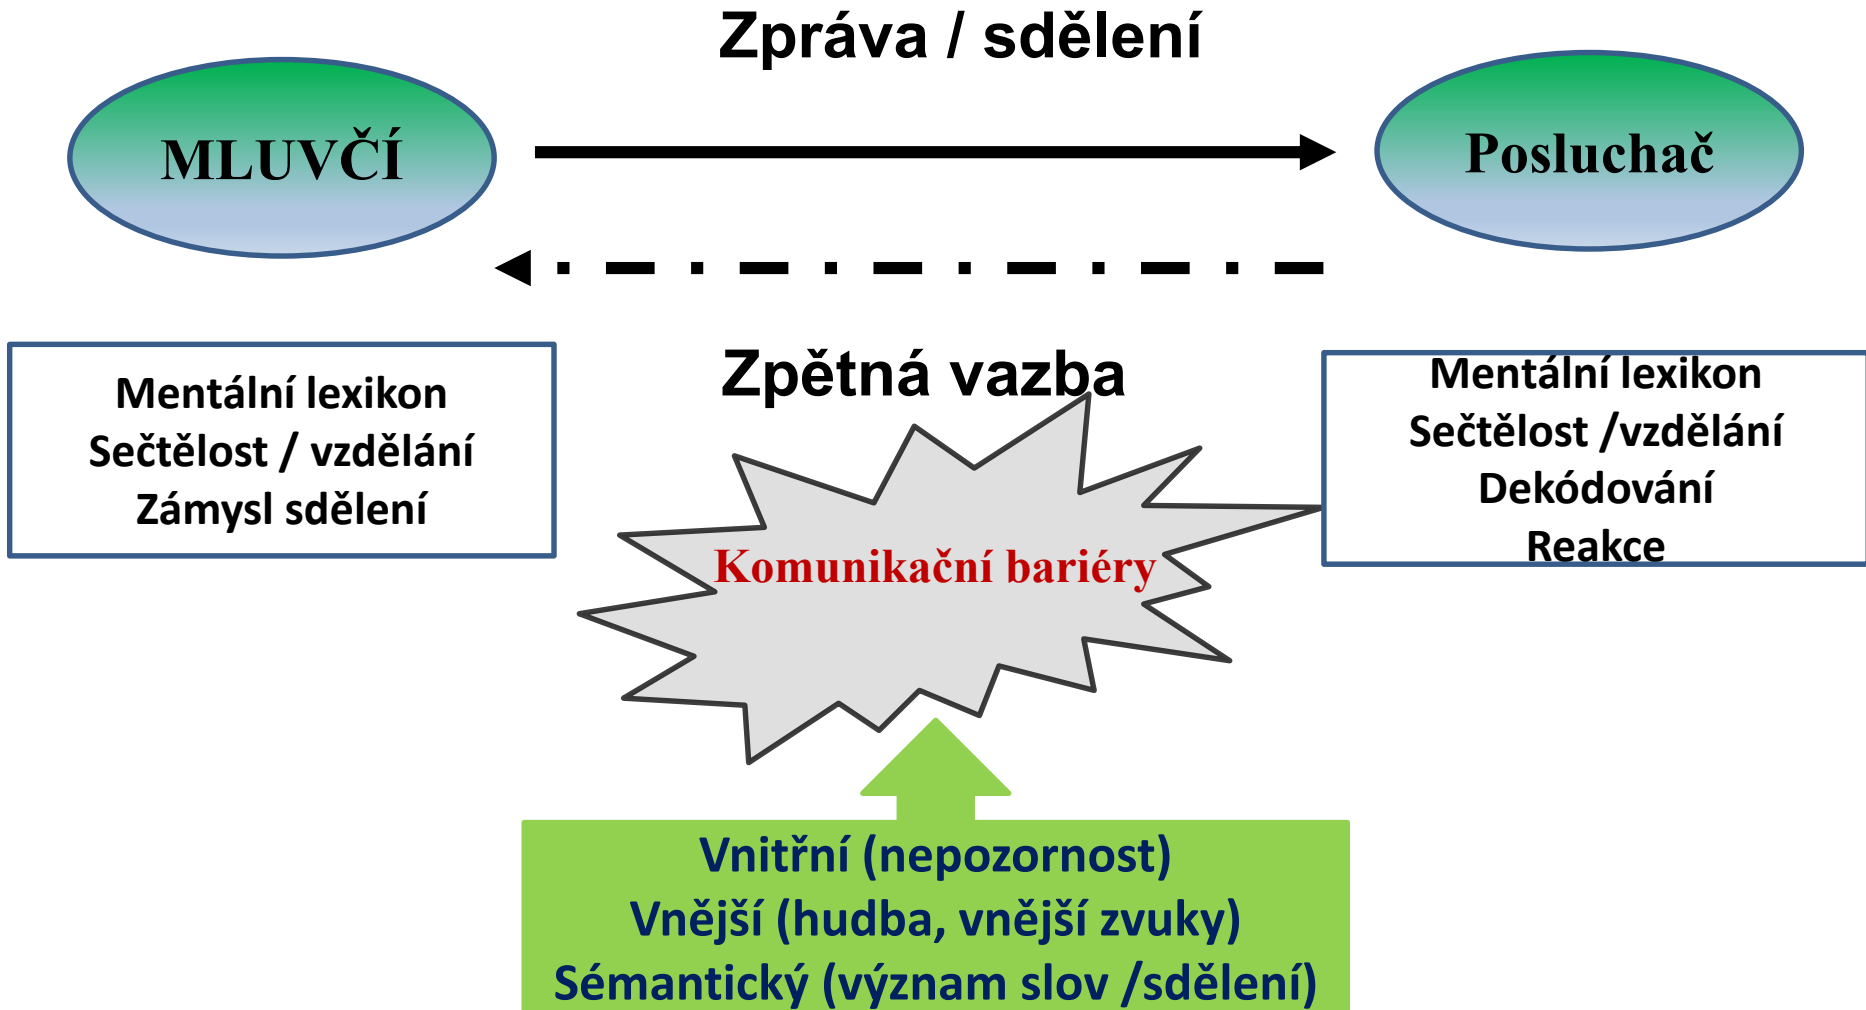 Zpráva / sdělení
MLUVČÍ
Posluchač
Zpětná vazba
Mentální lexikon
Sečtělost / vzdělání
Zámysl sdělení
Mentální lexikon
Sečtělost /vzdělání
Dekódování
Reakce
Komunikační bariéry
Vnitřní (nepozornost)
Vnější (hudba, vnější zvuky)
Sémantický (význam slov /sdělení)